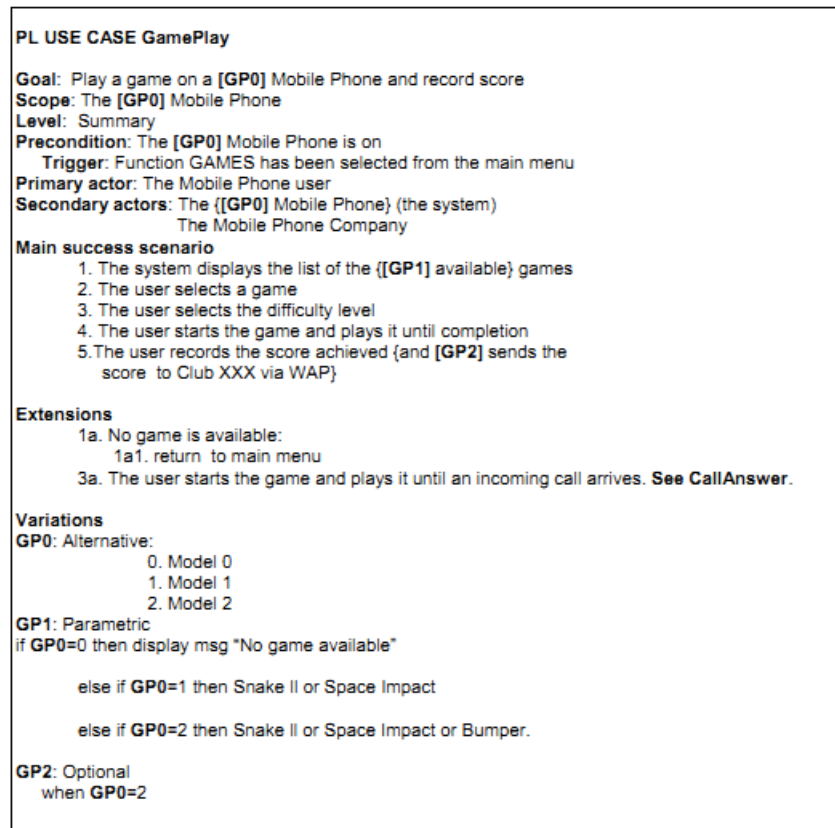 PL USE CASE GamePlay
Goal: Play a game on a [GP0] Mobile Phone and record score
Scope: The [GP0] Mobile Phone
Level: Summary
Precondition: The [GP0] Mobile Phone is on
Trigger: Function GAMES has been selected from the main menu
Primary actor: The Mobile Phone user
Secondary actors: The {[GP0] Mobile Phone} (the system)
The Mobile Phone Company
Main success scenario
1. The system displays the list of the {[GP1] available} games
2. The user selects a game
3. The user selects the difficulty level
4. The user starts the game and plays it until completion
5.The user records the score achieved {and [GP2] sends the
score to Club XXX via WAP}
Extensions
1a. No game is available:
1a1. return to main menu
3a. The user starts the game and plays it until an incoming call arrives. See CallAnswer.
Variations
GP0: Alternative:
0. Model 0
1. Model 1
2. Model 2
GP1: Parametric
if GP0=0 then display msg "No game available"
else if GP0=1 then Snake II or Space Impact
else if GP0=2 then Snake II or Space Impact or Bumper.
GP2: Optional
when GP0=2